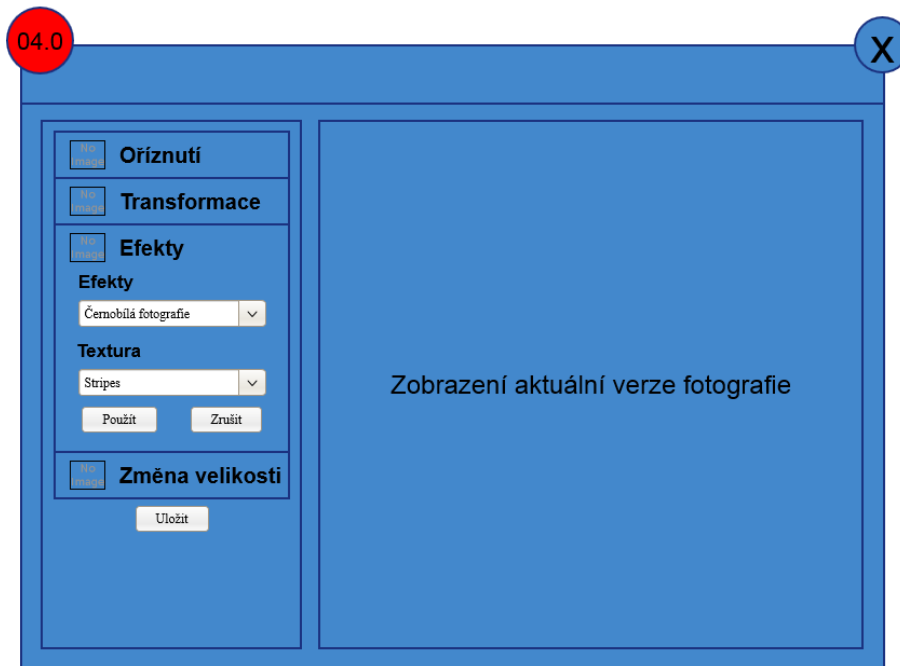 04.0
X
No
Image
Oříznutí
No
Image
Transformace
No
Image
Efekty
Efekty
Černobílá fotografie
Textura
Stripes
Použít
Zrušit
No
Image
Změna velikosti
Uložit
Zobrazení aktuální verze fotografie